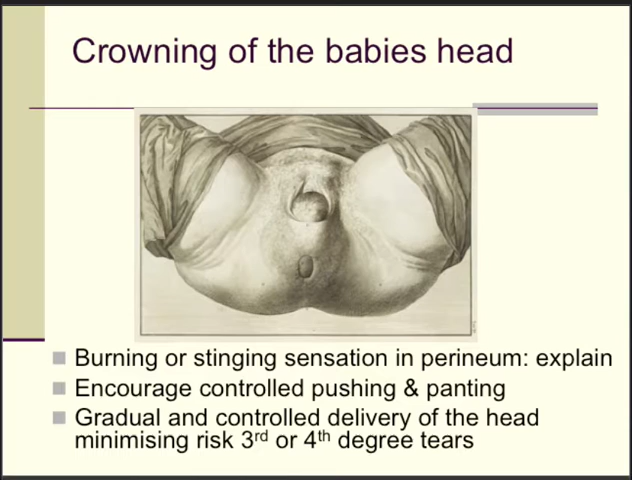 Crowning of the babies head
Burning or stinging sensation in perineum: explain
Encourage controlled pushing & panting
Gradual and controlled delivery of the head
minimising risk 3rd or 4th degree tears